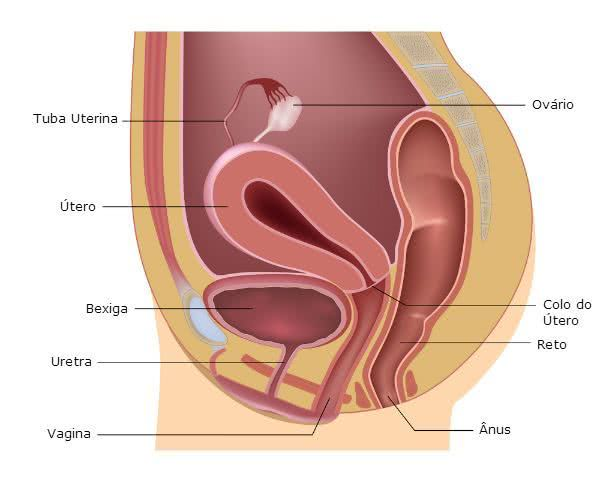 Ovário
Tuba Uterina
Útero
Bexiga
Colo do
Útero
Reto
Uretra
Ânus
Vagina